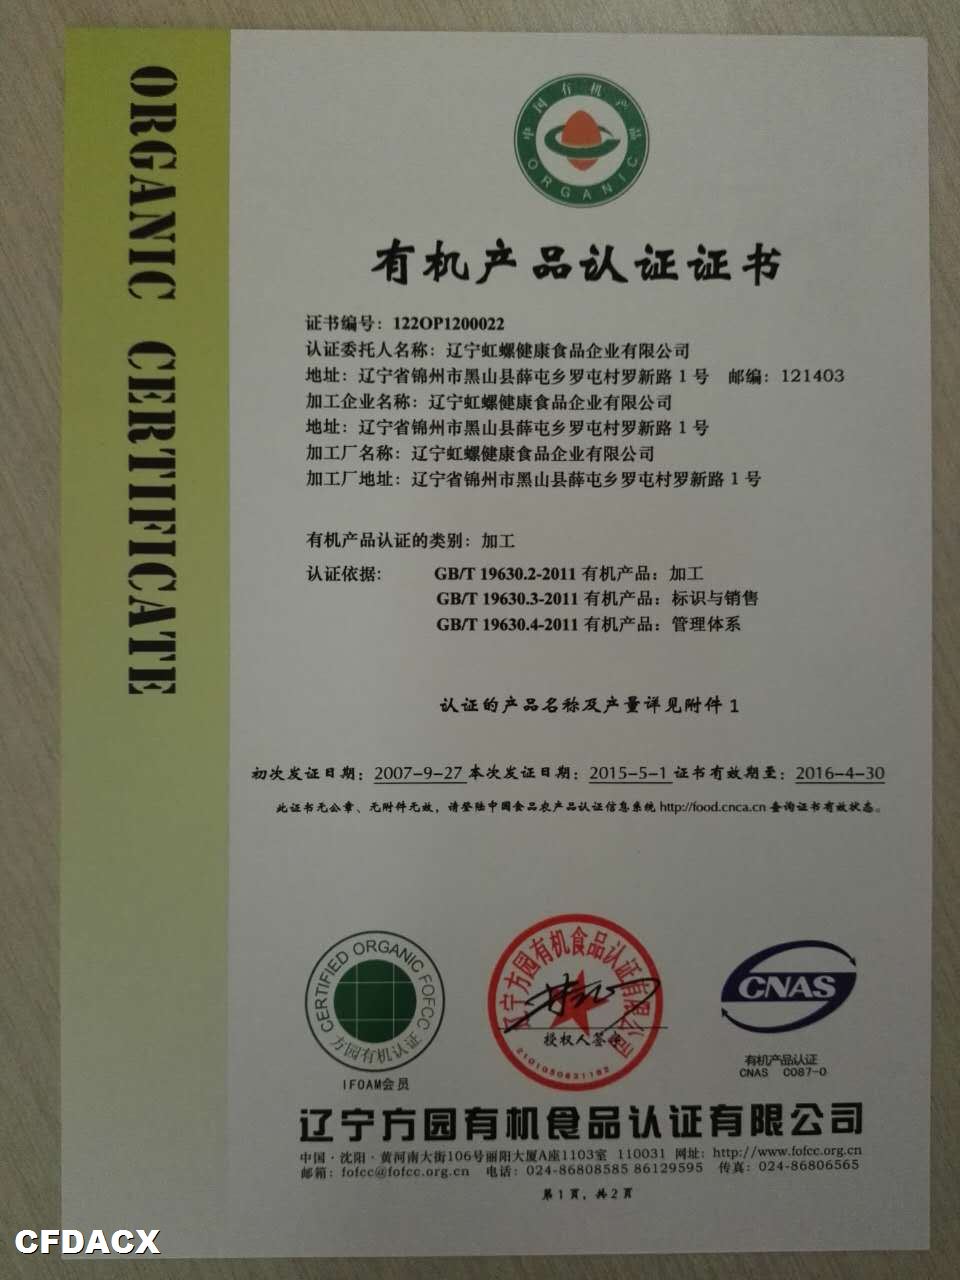 ORGANIC CERTIFICATE
中国有机产品
ORGANIC
有机产品认证证书
证书编号：122OP1200022
认证委托人名称：辽宁虹螺健康食品企业有限公司
地址：辽宁省锦州市黑山县薛屯乡罗屯村罗新路 1 号 邮编：121403
加工企业名称：辽宁虹螺健康食品企业有限公司
地址：辽宁省锦州市黑山县薛屯乡罗屯村罗新路 1 号
加工厂名称：辽宁虹螺健康食品企业有限公司
加工厂地址：辽宁省锦州市黑山县薛屯乡罗屯村罗新路 1 号
有机产品认证的类别：加工
认证依据： GB/T 19630.2-2011 有机产品：加工
GB/T 19630.3-2011 有机产品：标识与销售
GB/T 19630.4-2011 有机产品：管理体系
认证的产品名称及产量详见附件 1
初次发证日期：2007-9-27 本次发证日期：2015-5-1 证书有效期至：2016-4-30
此证书无公章、无附件无效，请登陆中国食品农产品认证信息系统 http://food.cnca.cn 查询证书有效状态。
CERTIFIED ORGANIC FOFCC
方园有机认证
IFOAM会员
辽宁方园有机食品认证有限公司
授权人签字
2101050831182
CNAS
有机产品认证
CNAS C087-O
辽宁方园有机食品认证有限公司
中国·沈阳·黄河南大街106号丽阳大厦A座1103室 110031 网址：http://www.fofcc.org.cn
邮箱：fofcc@fofcc.org.cn 电话：024-86808585 86129595 传真：024-86806565
第 1 页，共 2 页
CFDACX